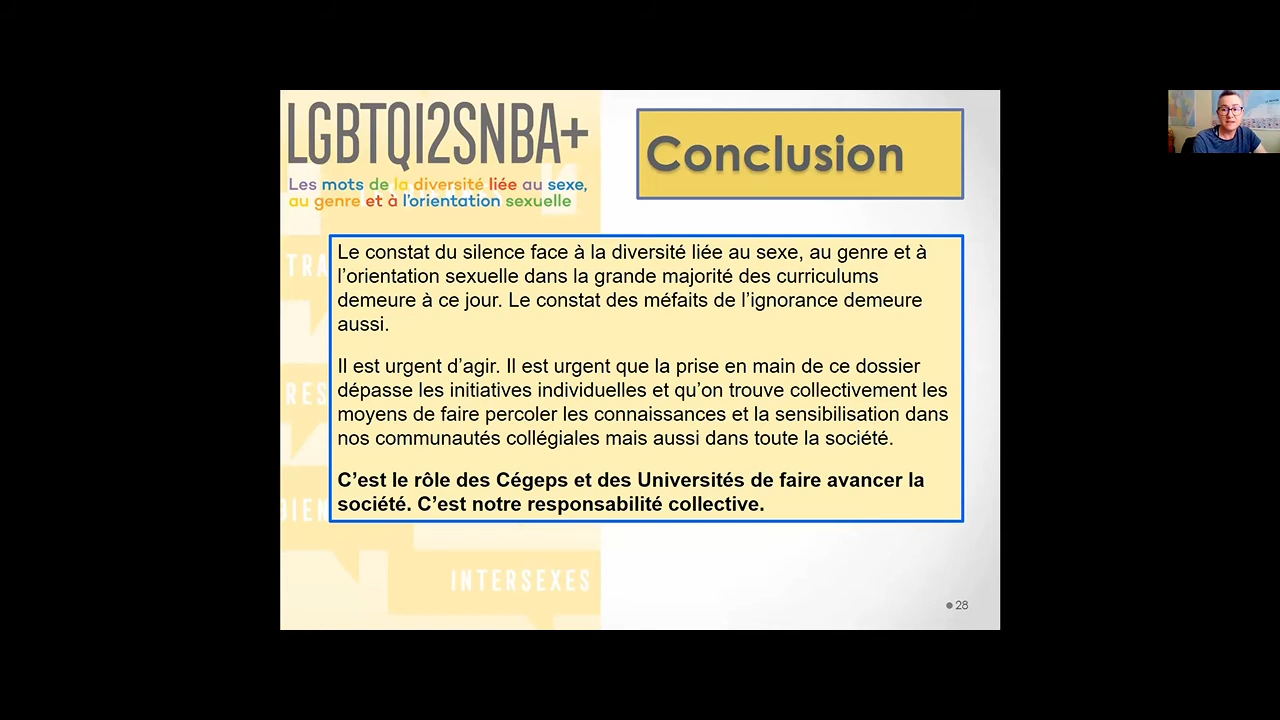 LGBTQI2SNBA+
Les mots de la diversité liée au sexe,
au genre et à l'orientation sexuelle
Conclusion
Le constat du silence face à la diversité liée au sexe, au genre et à
l'orientation sexuelle dans la grande majorité des curriculums
demeure à ce jour. Le constat des méfaits de l'ignorance demeure
aussi.
Il est urgent d'agir. Il est urgent que la prise en main de ce dossier
dépasse les initiatives individuelles et qu'on trouve collectivement les
moyens de faire percoler les connaissances et la sensibilisation dans
nos communautés collégiales mais aussi dans toute la société.
C'est le rôle des Cégeps et des Universités de faire avancer la
société. C'est notre responsabilité collective.
INTERSEXES
28